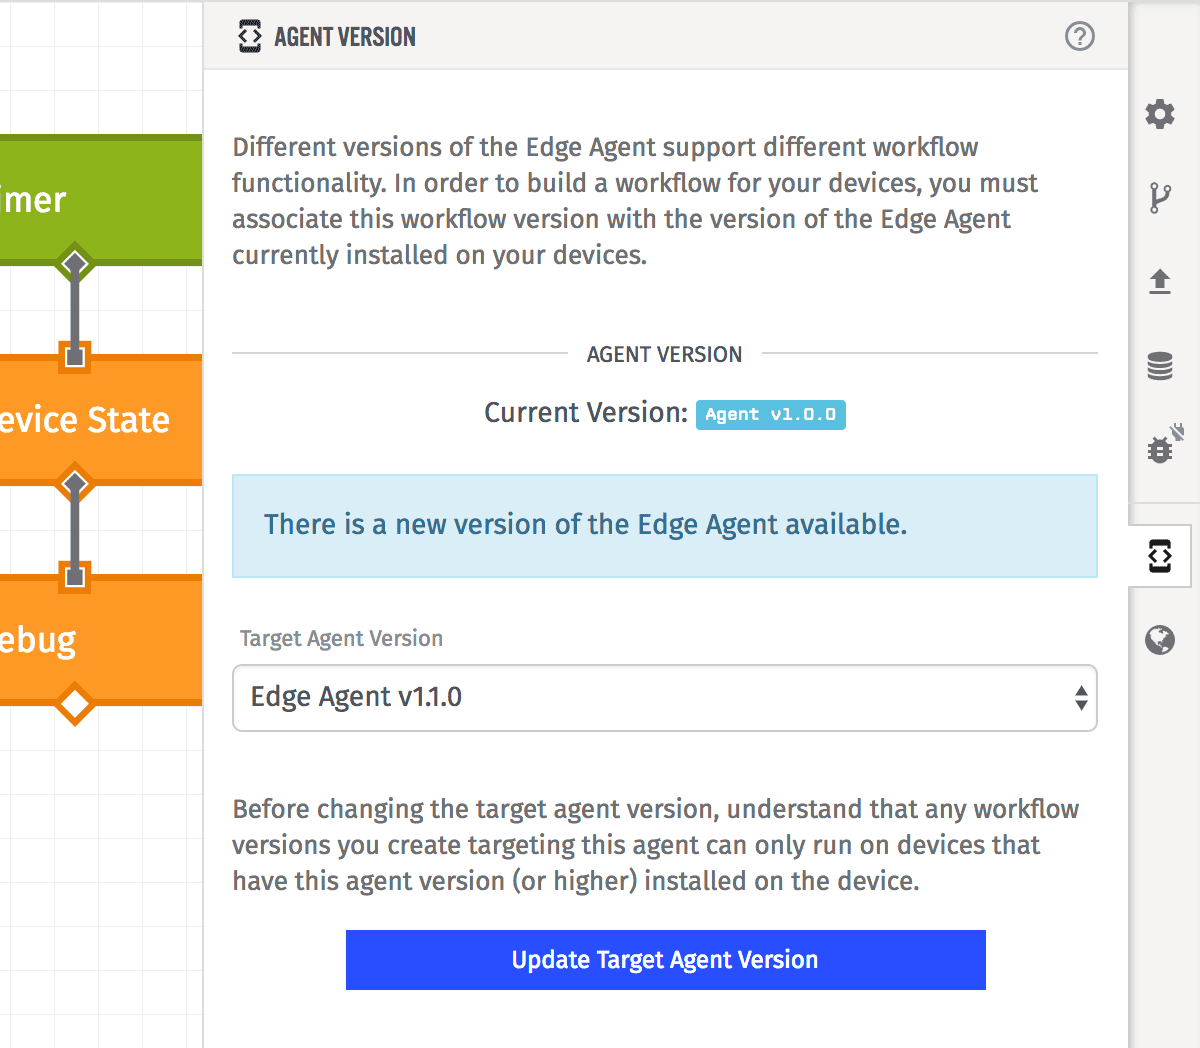 AGENT VERSION
imer
Different versions of the Edge Agent support different workflow
functionality. In order to build a workflow for your devices, you must
associate this workflow version with the version of the Edge Agent
currently installed on your devices.
AGENT VERSION
Current Version: Agent v1.0.0
evice State
There is a new version of the Edge Agent available.
ebug
Target Agent Version
Edge Agent v1.1.0
Before changing the target agent version, understand that any workflow
versions you create targeting this agent can only run on devices that
have this agent version (or higher) installed on the device.
Update Target Agent Version